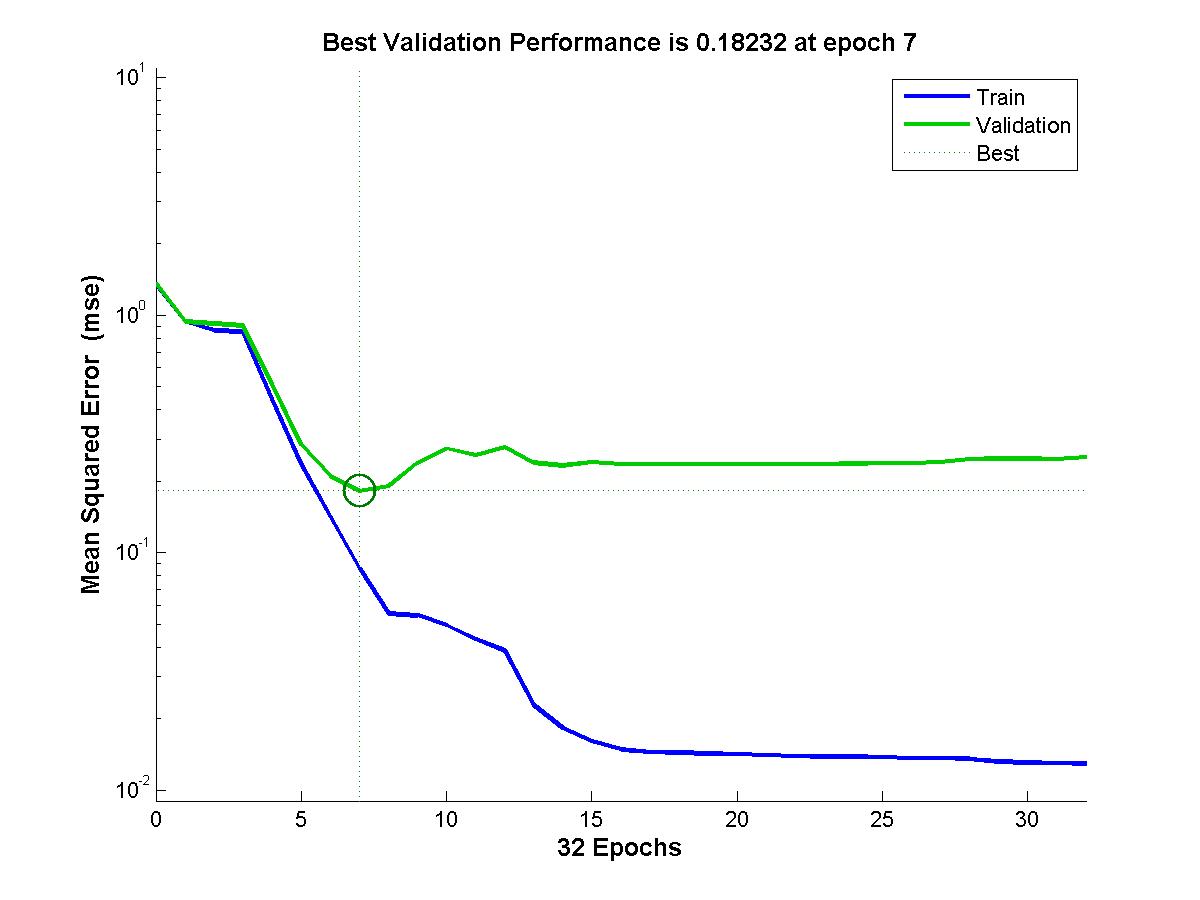 Best Validation Performance is 0.18232 at epoch 7
10^1
10^0
10^-1
10^-2
Mean Squared Error (mse)
Train
Validation
Best
0 5 10 15 20 25 30
32 Epochs